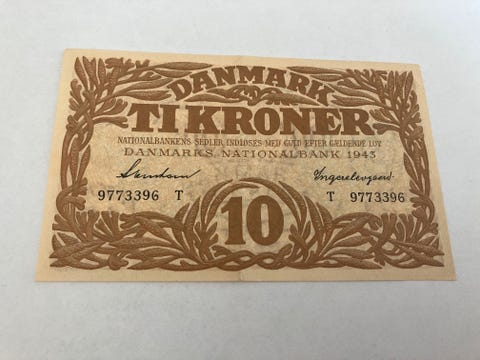 DANMARK
TI KRONER
NATIONALBANKENS SEDLER INDLØSES MED GULD EFTER GÆLDENDE LOV
DANMARKS NATIONALBANK 1943
9773396 T T 9773396
10